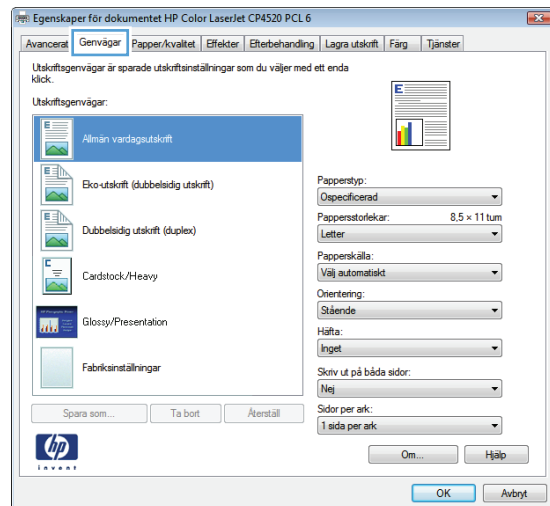 Egenskaper för dokumentet HP Color LaserJet CP4520 PCL 6
Avancerat Genvägar Papper/kvalitet Effekter Efterbehandling Lagra utskrift Färg Tjänster
Utskriftsgenvägar är sparade utskriftsinställningar som du väljer med ett enda
klick.
Utskriftsgenvägar:
Allmän vardagsutskrift
Eko-utskrift (dubbelsidig utskrift)
Dubbelsidig utskrift (duplex)
Cardstock/Heavy
Glossy/Presentation
Fabriksinställningar
Spara som... Ta bort Återställ
Papperstyp:
Ospecificerad
Pappersstorlekar: 8,5 × 11 tum
Letter
Papperskälla:
Välj automatiskt
Orientering:
Stående
Häfta:
Inget
Skriv ut på båda sidor:
Nej
Sidor per ark:
1 sida per ark
hp
invent
Om... Hjälp
OK Avbryt